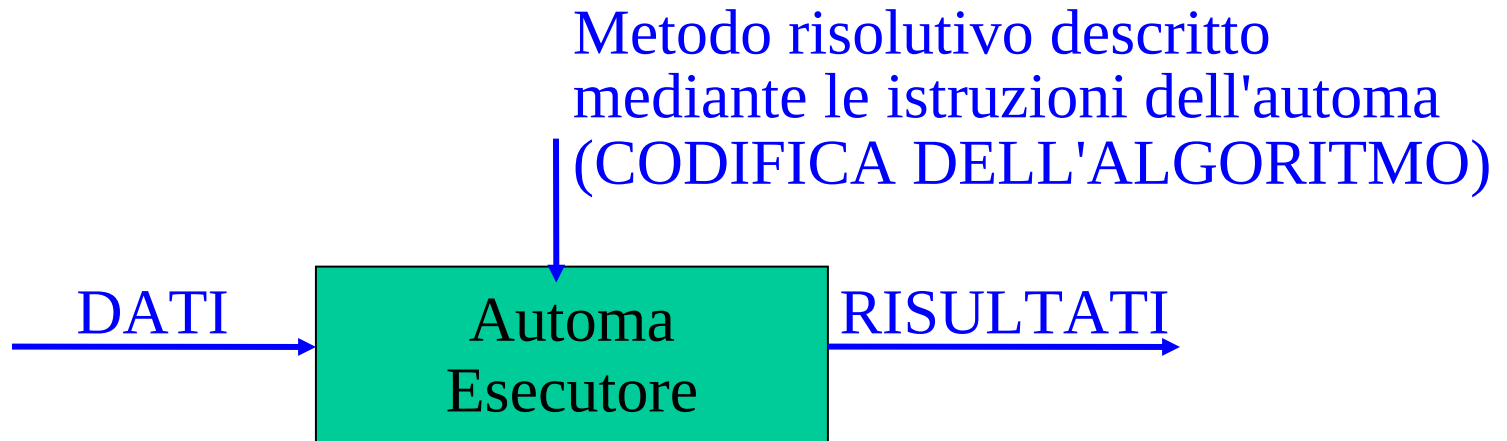 Metodo risolutivo descritto
mediante le istruzioni dell'automa
(CODIFICA DELL'ALGORITMO)
DATI
Automa
Esecutore
RISULTATI